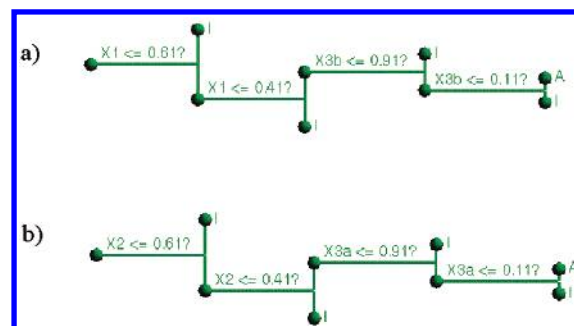 a)
X1 <= 0.61?
I
X1 <= 0.41?
X3b <= 0.91?
I
I
X3b <= 0.11?
A
I
b)
X2 <= 0.61?
I
X2 <= 0.41?
X3a <= 0.91?
I
I
X3a <= 0.11?
A
I